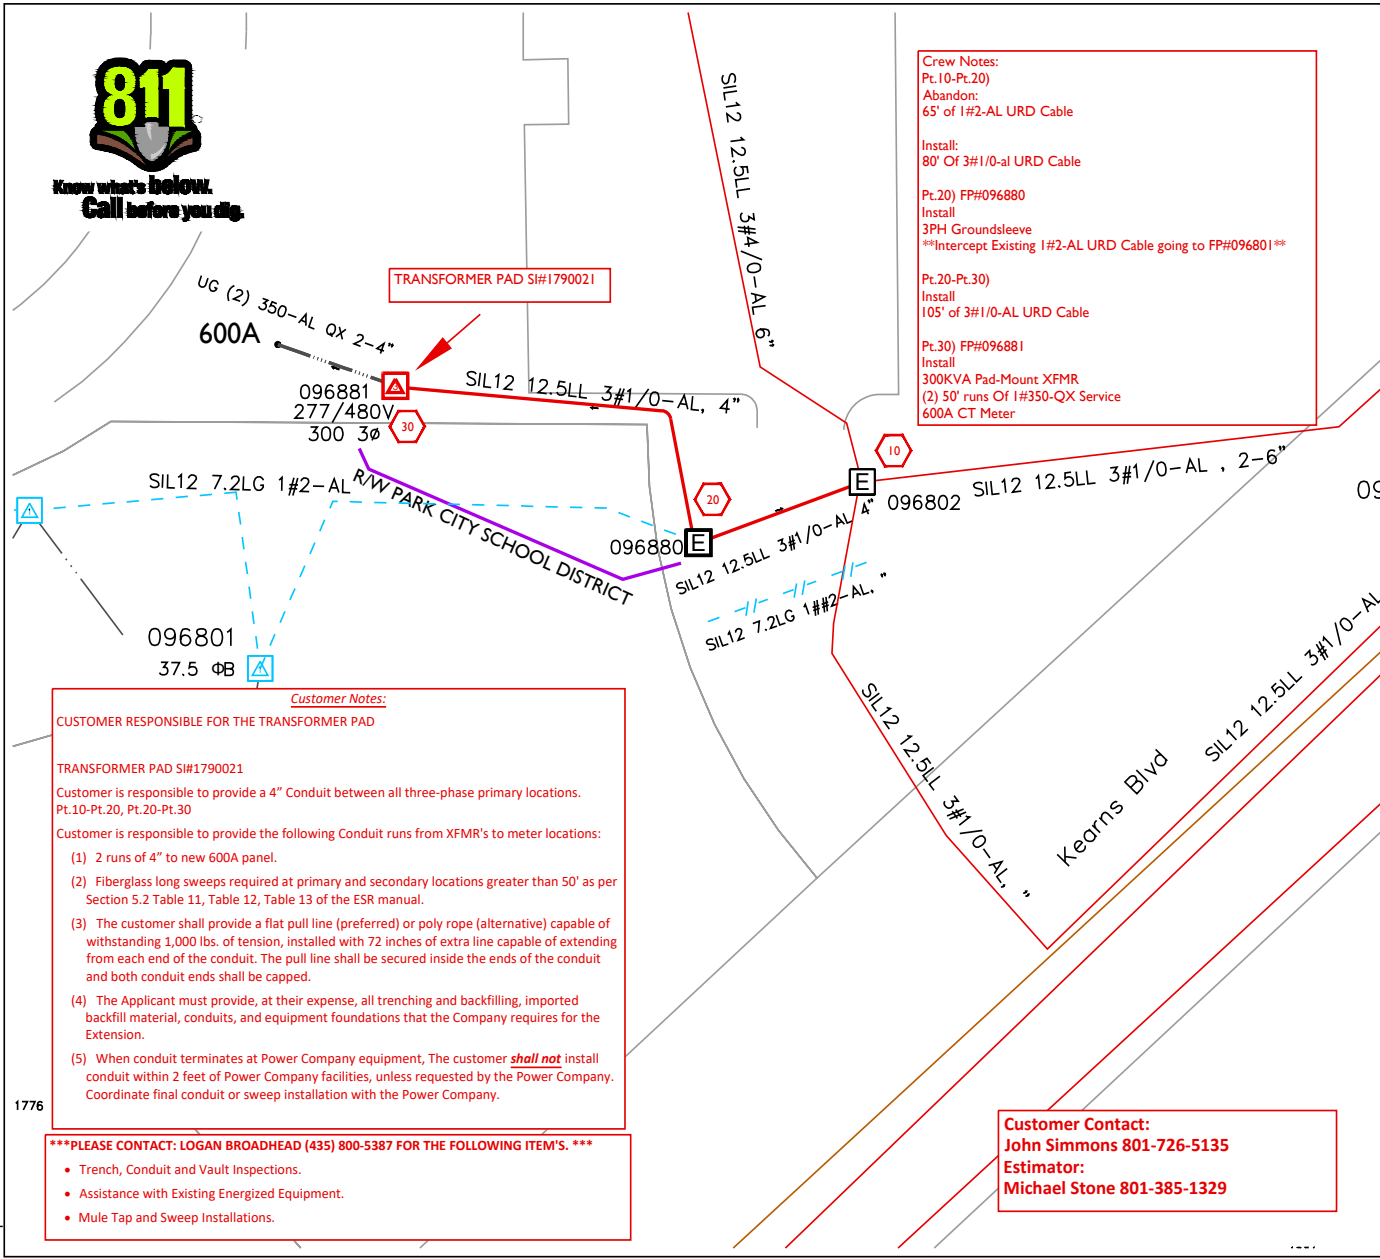 811
Know what's below.
Call before you dig.
Crew Notes:
Pt.10-Pt.20)
Abandon:
65' of 1#2-AL URD Cable
Install:
80' Of 3#1/0-al URD Cable
Pt.20) FP#096880
Install
3PH Groundsleeve
**Intercept Existing 1#2-AL URD Cable going to FP#096801**
Pt.20-Pt.30)
Install
105' of 3#1/0-AL URD Cable
Pt.30) FP#096881
Install
300KVA Pad-Mount XFMR
(2) 50' runs Of 1#350-QX Service
600A CT Meter
SIL12 12.5LL 3#4/0-AL 6"
TRANSFORMER PAD SI#1790021
UG (2) 350-AL QX 2-4"
600A
096881
277/480V
300 3ø
30
SIL12 12.5LL 3#1/0-AL, 4"
10
E
096802
SIL12 12.5LL 3#1/0-AL , 2-6"
09
SIL12 7.2LG 1#2-AL
R/W PARK CITY SCHOOL DISTRICT
20
096880
E
SIL12 12.5LL 3#1/0-AL 4"
SIL12 7.2LG 1##2-AL, "
096801
37.5 ΦB
SIL12 12.5LL 3#1/0-AL, "
SIL12 12.5LL 3#1/0-AL
Kearns Blvd
Customer Notes:
CUSTOMER RESPONSIBLE FOR THE TRANSFORMER PAD
TRANSFORMER PAD SI#1790021
Customer is responsible to provide a 4" Conduit between all three-phase primary locations.
Pt.10-Pt.20, Pt.20-Pt.30
Customer is responsible to provide the following Conduit runs from XFMR's to meter locations:
(1) 2 runs of 4" to new 600A panel.
(2) Fiberglass long sweeps required at primary and secondary locations greater than 50' as per
Section 5.2 Table 11, Table 12, Table 13 of the ESR manual.
(3) The customer shall provide a flat pull line (preferred) or poly rope (alternative) capable of
withstanding 1,000 lbs. of tension, installed with 72 inches of extra line capable of extending
from each end of the conduit. The pull line shall be secured inside the ends of the conduit
and both conduit ends shall be capped.
(4) The Applicant must provide, at their expense, all trenching and backfilling, imported
backfill material, conduits, and equipment foundations that the Company requires for the
Extension.
(5) When conduit terminates at Power Company equipment, The customer shall not install
conduit within 2 feet of Power Company facilities, unless requested by the Power Company.
Coordinate final conduit or sweep installation with the Power Company.
1776
***PLEASE CONTACT: LOGAN BROADHEAD (435) 800-5387 FOR THE FOLLOWING ITEM'S. ***
• Trench, Conduit and Vault Inspections.
• Assistance with Existing Energized Equipment.
• Mule Tap and Sweep Installations.
Customer Contact:
John Simmons 801-726-5135
Estimator:
Michael Stone 801-385-1329